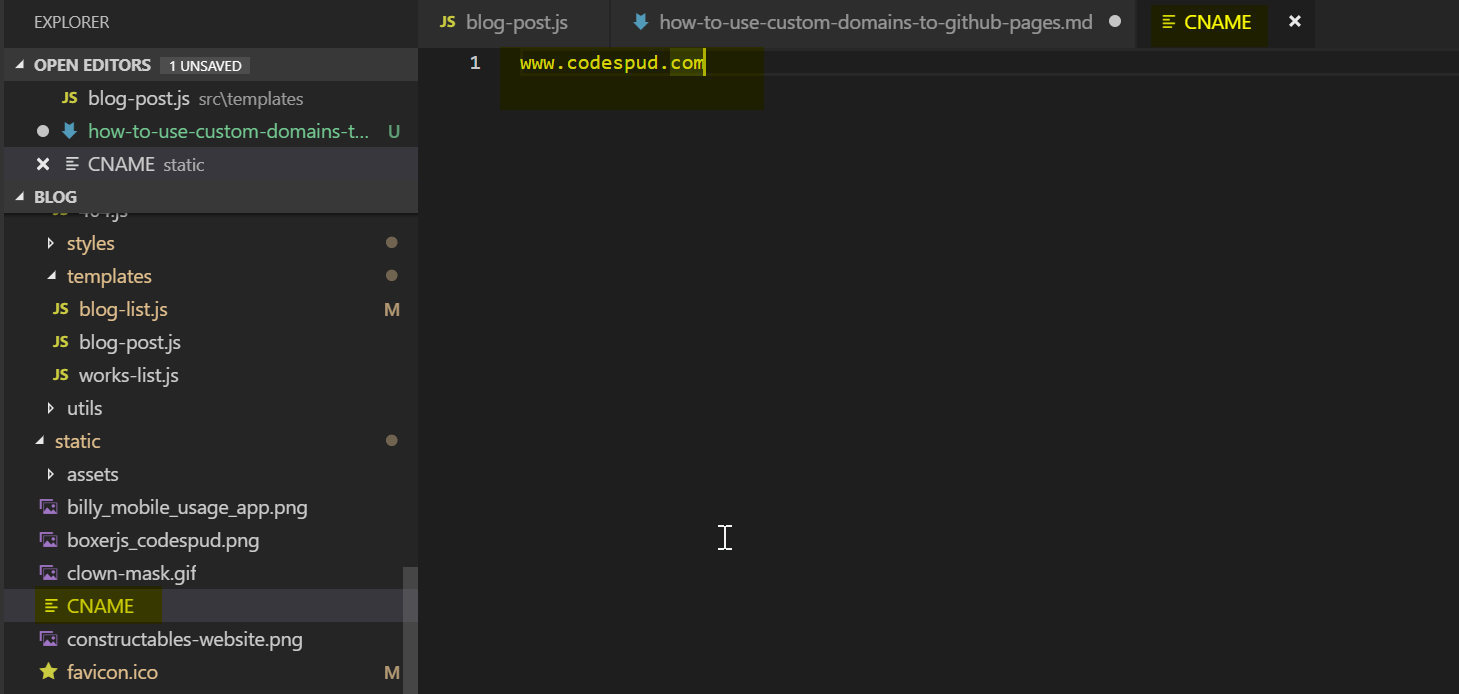 EXPLORER
JS blog-post.js
how-to-use-custom-domains-to-github-pages.md
CNAME
OPEN EDITORS 1 UNSAVED
JS blog-post.js src\templates
how-to-use-custom-domains-t... U
CNAME static
BLOG
404.js
styles
templates
JS blog-list.js M
JS blog-post.js
JS works-list.js
utils
static
assets
billy_mobile_usage_app.png
boxerjs_codespud.png
clown-mask.gif
CNAME
constructables-website.png
favicon.ico M
1 www.codespud.com